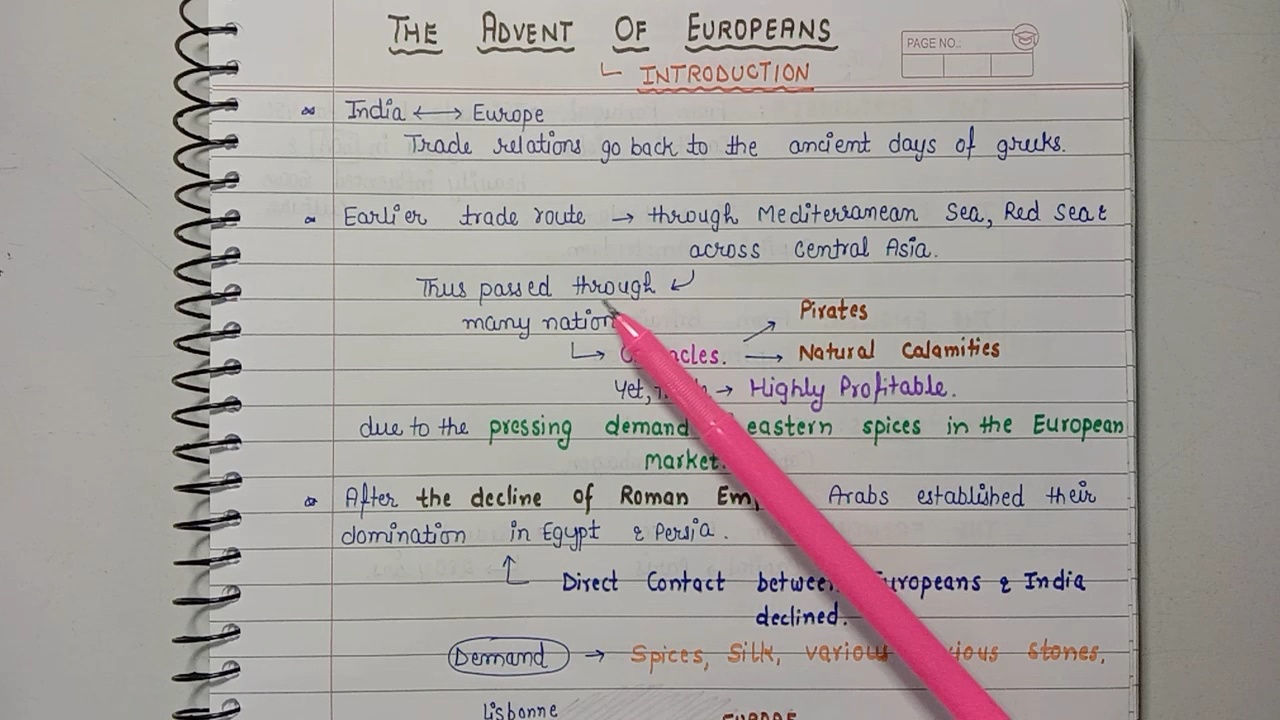 THE ADVENT OF EUROPEANS
INTRODUCTION
PAGE NO.:
India ↔ Europe
Trade relations go back to the ancient days of greeks.
Earlier trade route → through Mediterranean Sea, Red Sea &
across Central Asia.
Thus passed through
many nation
Pirates
→ Natural Calamities
Yet, → Highly Profitable.
due to the pressing demand eastern spices in the European
market.
After the decline of Roman Arabs established their
domination in Egypt & Persia.
Direct Contact between Europeans & India
declined.
Demand → Spices, Silk, various stones,
Lisbonne
EUROPE